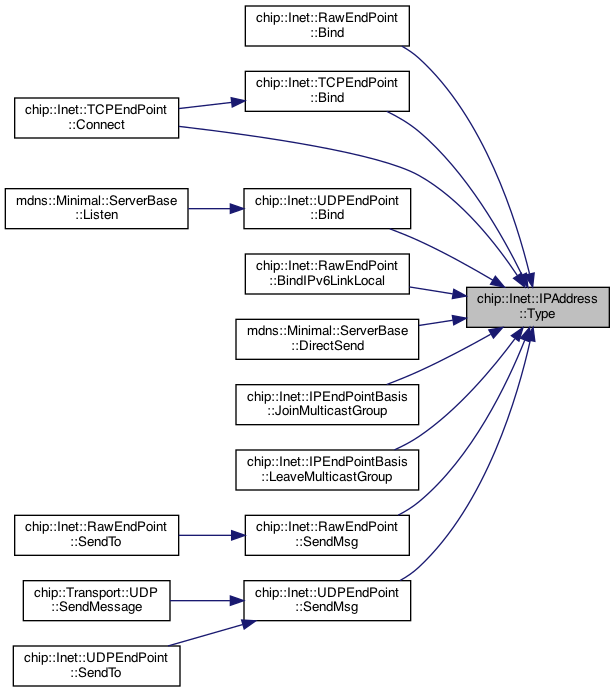 chip::Inet::RawEndPoint
::Bind
chip::Inet::TCPEndPoint
::Bind
chip::Inet::TCPEndPoint
::Connect
mdns::Minimal::ServerBase
::Listen
chip::Inet::UDPEndPoint
::Bind
chip::Inet::RawEndPoint
::BindIPv6LinkLocal
chip::Inet::IPAddress
::Type
mdns::Minimal::ServerBase
::DirectSend
chip::Inet::IPEndPointBasis
::JoinMulticastGroup
chip::Inet::IPEndPointBasis
::LeaveMulticastGroup
chip::Inet::RawEndPoint
::SendTo
chip::Inet::RawEndPoint
::SendMsg
chip::Transport::UDP
::SendMessage
chip::Inet::UDPEndPoint
::SendMsg
chip::Inet::UDPEndPoint
::SendTo